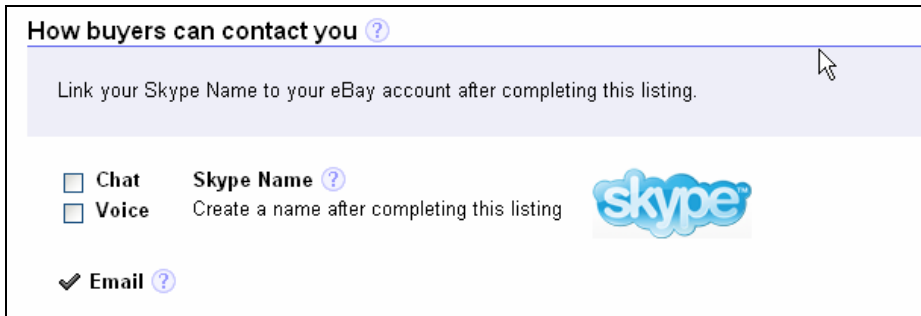 How buyers can contact you ?
Link your Skype Name to your eBay account after completing this listing.
Chat Skype Name ?
Voice Create a name after completing this listing
skype™
Email ?